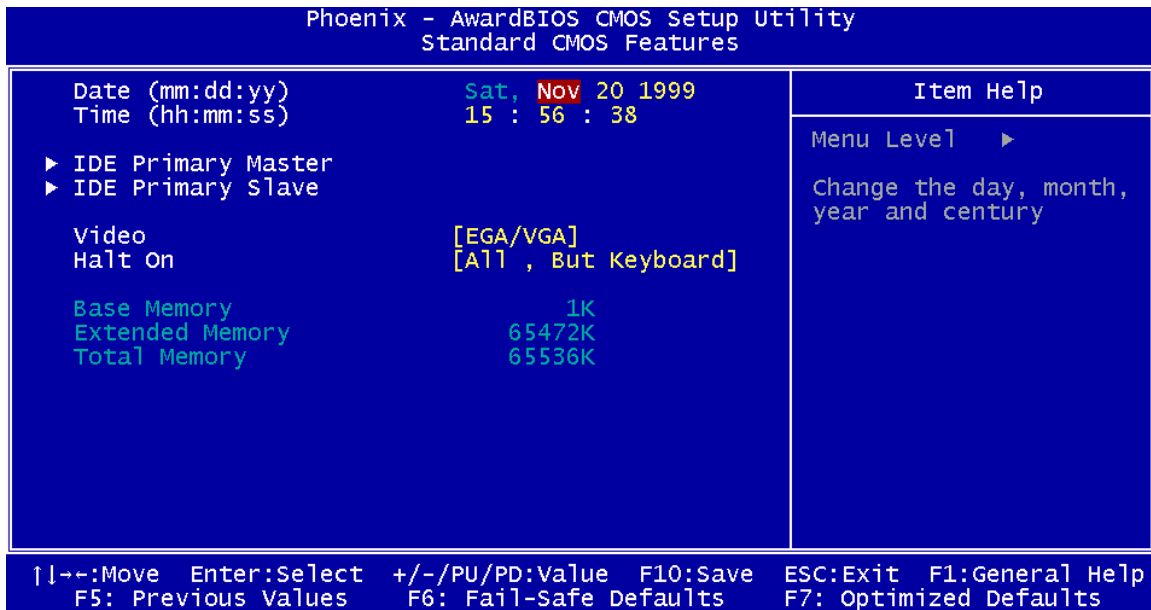 Phoenix - AwardBIOS CMOS Setup Utility
Standard CMOS Features
Date (mm:dd:yy) Sat, Nov 20 1999
Time (hh:mm:ss) 15 : 56 : 38
▶ IDE Primary Master
▶ IDE Primary Slave
Video [EGA/VGA]
Halt On [All , But Keyboard]
Base Memory 1K
Extended Memory 65472K
Total Memory 65536K
Item Help
Menu Level ▶
Change the day, month,
year and century
↑↓→←:Move Enter:Select +/-/PU/PD:Value F10:Save ESC:Exit F1:General Help
F5: Previous Values F6: Fail-Safe Defaults F7: Optimized Defaults